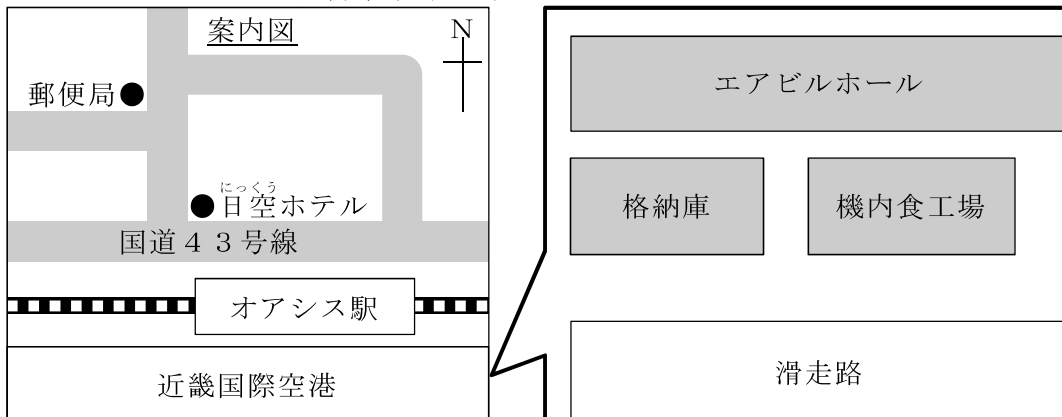 案内図
N
郵便局
にっくう
日空ホテル
国道４３号線
オアシス駅
近畿国際空港
エアビルホール
格納庫
機内食工場
滑走路